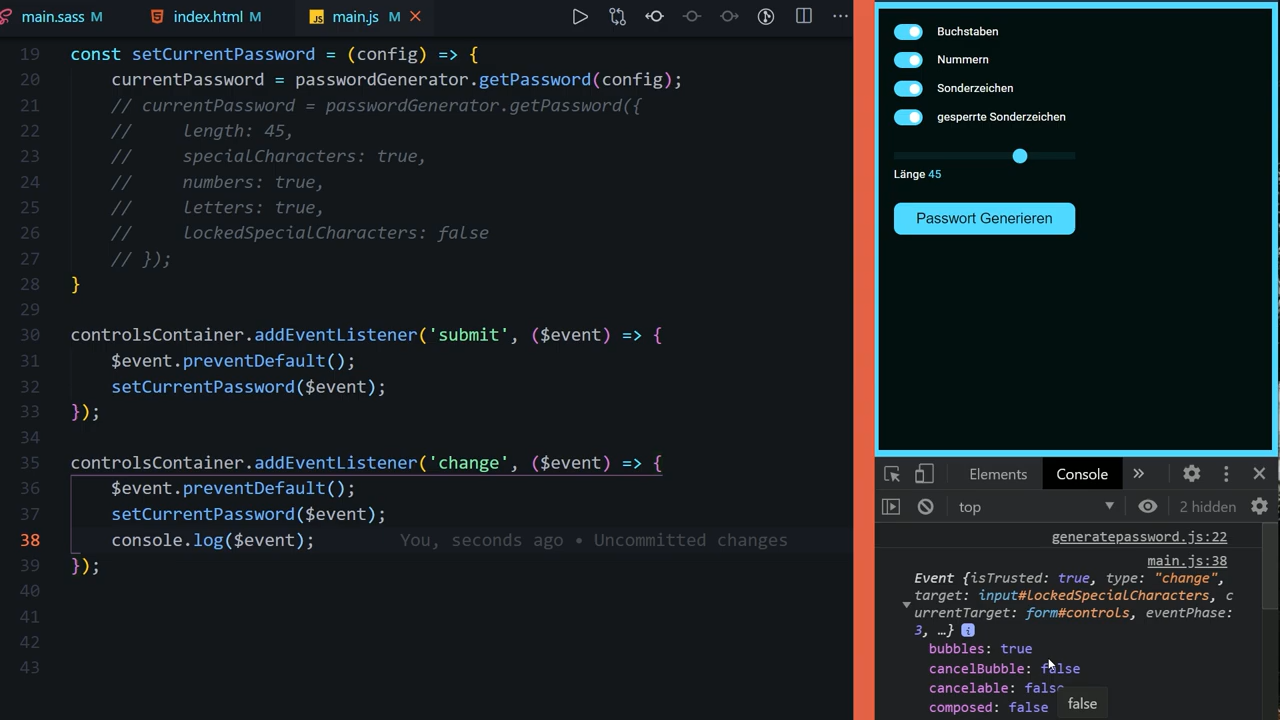 main.sass M index.html M JS main.js M
19 const setCurrentPassword = (config) => {
20 currentPassword = passwordGenerator.getPassword(config);
21 // currentPassword = passwordGenerator.getPassword({
22 // length: 45,
23 // specialCharacters: true,
24 // numbers: true,
25 // letters: true,
26 // lockedSpecialCharacters: false
27 // });
28 }
29
30 controlsContainer.addEventListener('submit', ($event) => {
31 $event.preventDefault();
32 setCurrentPassword($event);
33 });
34
35 controlsContainer.addEventListener('change', ($event) => {
36 $event.preventDefault();
37 setCurrentPassword($event);
38 console.log($event); You, seconds ago • Uncommitted changes
39 });
40
41
42
43
Buchstaben
Nummern
Sonderzeichen
gesperrte Sonderzeichen
Länge 45
Passwort Generieren
Elements Console »
top 2 hidden
generatepassword.js:22
main.js:38
Event {isTrusted: true, type: "change",
target: input#lockedSpecialCharacters, c
urrentTarget: form#controls, eventPhase:
3, …} i
bubbles: true
cancelBubble: false
cancelable: false
composed: false
false